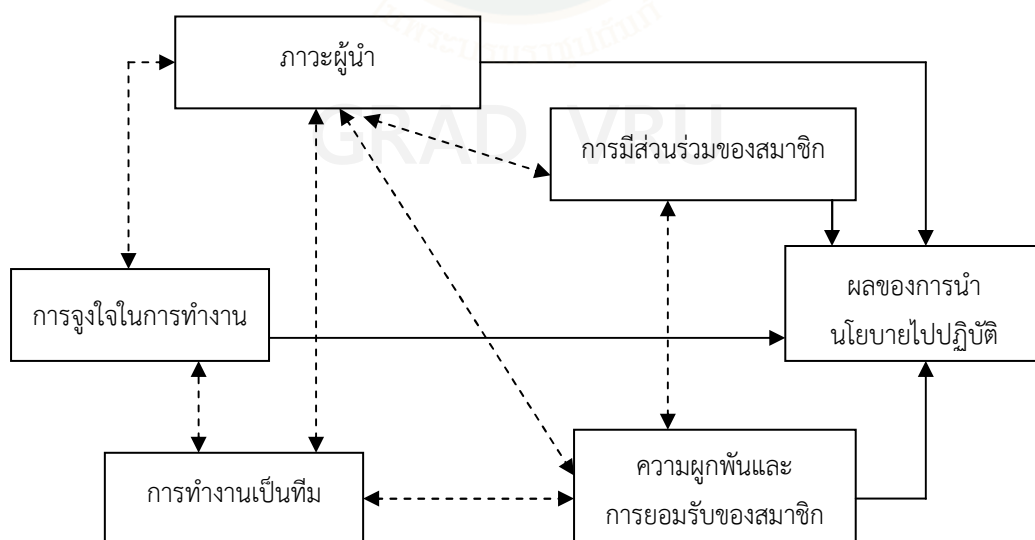 ภาวะผู้นำ
GRAD VRU
การมีส่วนร่วมของสมาชิก
ผลของการนำ
นโยบายไปปฏิบัติ
การจูงใจในการทำงาน
ความผูกพันและ
การยอมรับของสมาชิก
การทำงานเป็นทีม